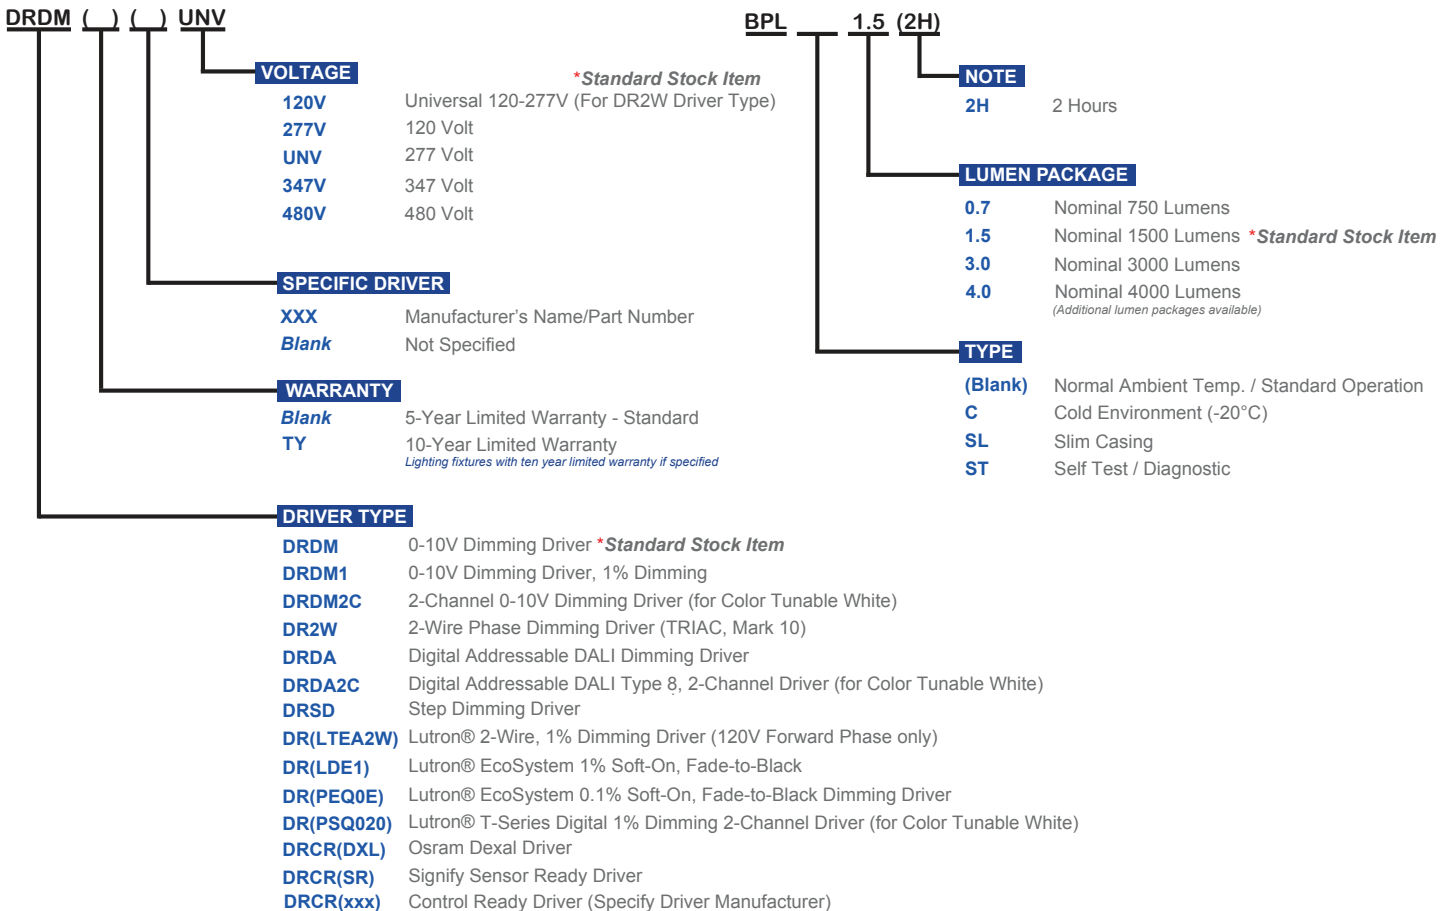 DRDM ( ) ( ) UNV
VOLTAGE
*Standard Stock Item
120V Universal 120-277V (For DR2W Driver Type)
277V 120 Volt
UNV 277 Volt
347V 347 Volt
480V 480 Volt
SPECIFIC DRIVER
XXX Manufacturer's Name/Part Number
Blank Not Specified
WARRANTY
Blank 5-Year Limited Warranty - Standard
TY 10-Year Limited Warranty
Lighting fixtures with ten year limited warranty if specified
DRIVER TYPE
DRDM 0-10V Dimming Driver *Standard Stock Item
DRDM1 0-10V Dimming Driver, 1% Dimming
DRDM2C 2-Channel 0-10V Dimming Driver (for Color Tunable White)
DR2W 2-Wire Phase Dimming Driver (TRIAC, Mark 10)
DRDA Digital Addressable DALI Dimming Driver
DRDA2C Digital Addressable DALI Type 8, 2-Channel Driver (for Color Tunable White)
DRSD Step Dimming Driver
DR(LTEA2W) Lutron® 2-Wire, 1% Dimming Driver (120V Forward Phase only)
DR(LDE1) Lutron® EcoSystem 1% Soft-On, Fade-to-Black
DR(PEQ0E) Lutron® EcoSystem 0.1% Soft-On, Fade-to-Black Dimming Driver
DR(PSQ020) Lutron® T-Series Digital 1% Dimming 2-Channel Driver (for Color Tunable White)
DRCR(DXL) Osram Dexal Driver
DRCR(SR) Signify Sensor Ready Driver
DRCR(xxx) Control Ready Driver (Specify Driver Manufacturer)
BPL ___ 1.5 (2H)
NOTE
2H 2 Hours
LUMEN PACKAGE
0.7 Nominal 750 Lumens
1.5 Nominal 1500 Lumens *Standard Stock Item
3.0 Nominal 3000 Lumens
4.0 Nominal 4000 Lumens
(Additional lumen packages available)
TYPE
(Blank) Normal Ambient Temp. / Standard Operation
C Cold Environment (-20°C)
SL Slim Casing
ST Self Test / Diagnostic